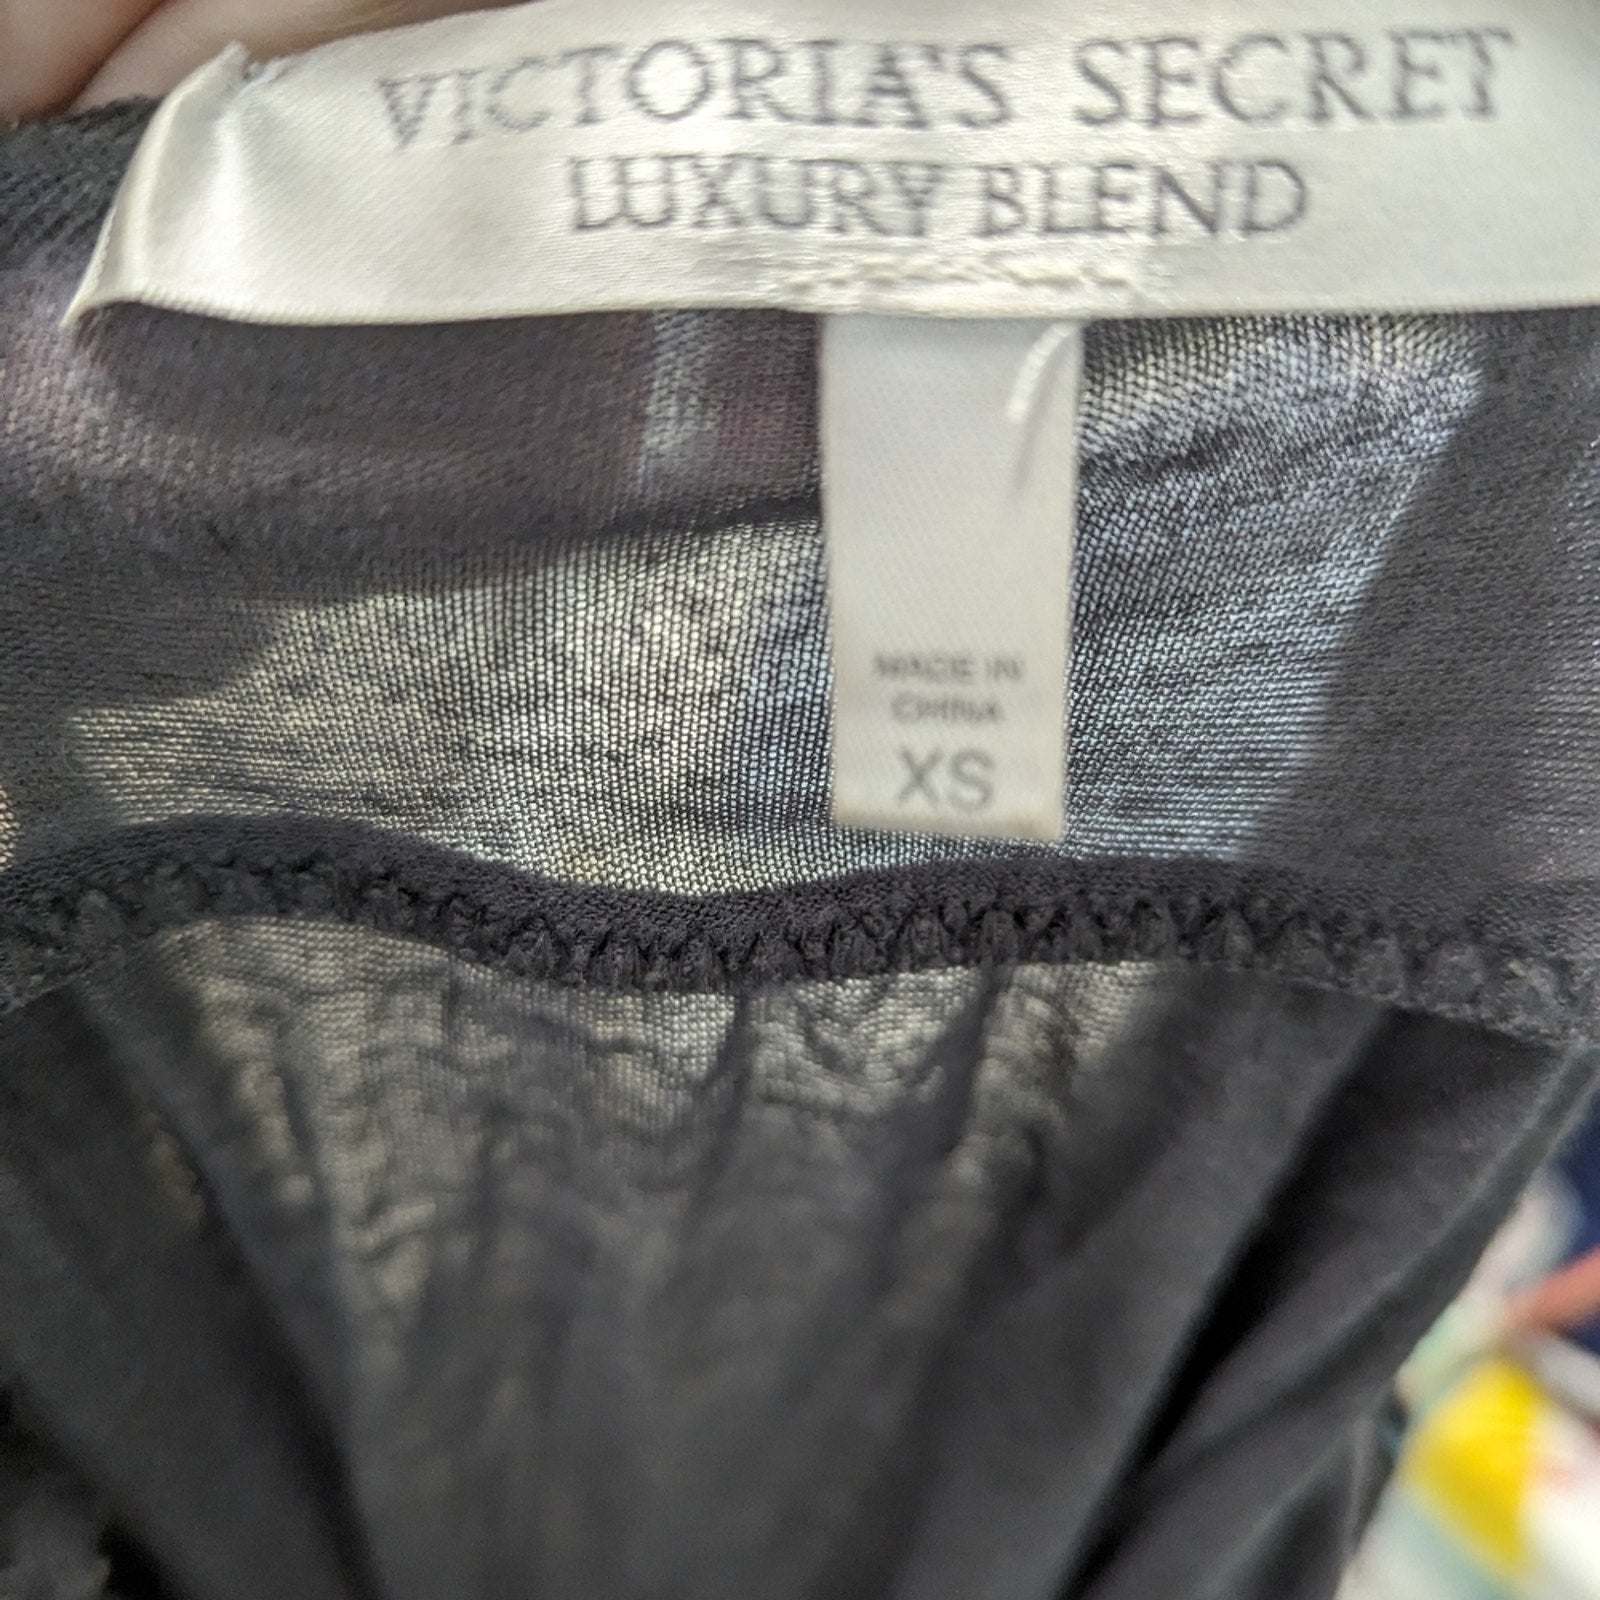 VICTORIA'S SECRET
LUXURY BLEND
MADE IN
CHINA
XS